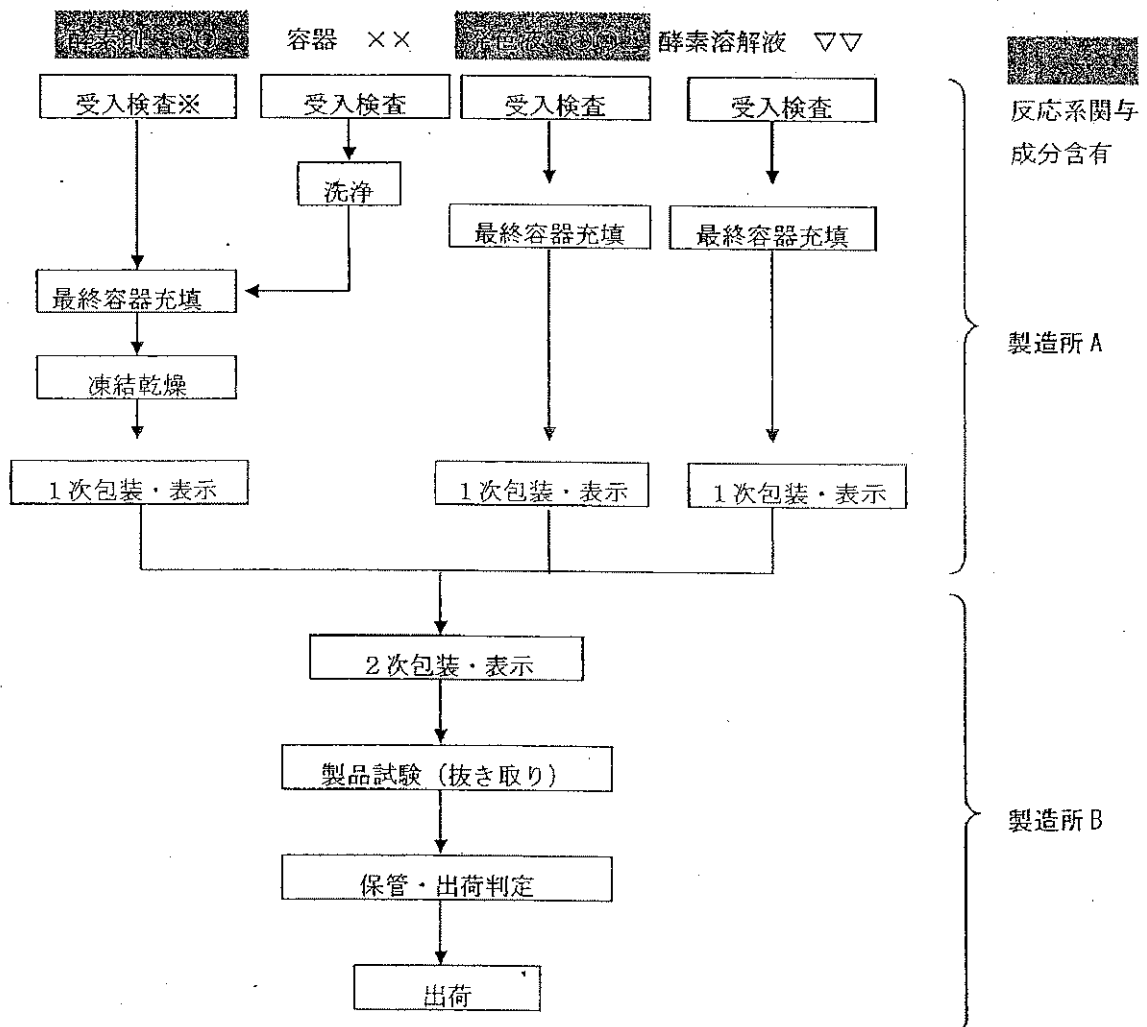 容器 ××
酵素溶解液 ▽▽
受入検査※
受入検査
受入検査
受入検査
反応系関与
成分含有
洗浄
最終容器充填
最終容器充填
最終容器充填
凍結乾燥
製造所A
1次包装・表示
1次包装・表示
1次包装・表示
2次包装・表示
製品試験(抜き取り)
製造所B
保管・出荷判定
出荷